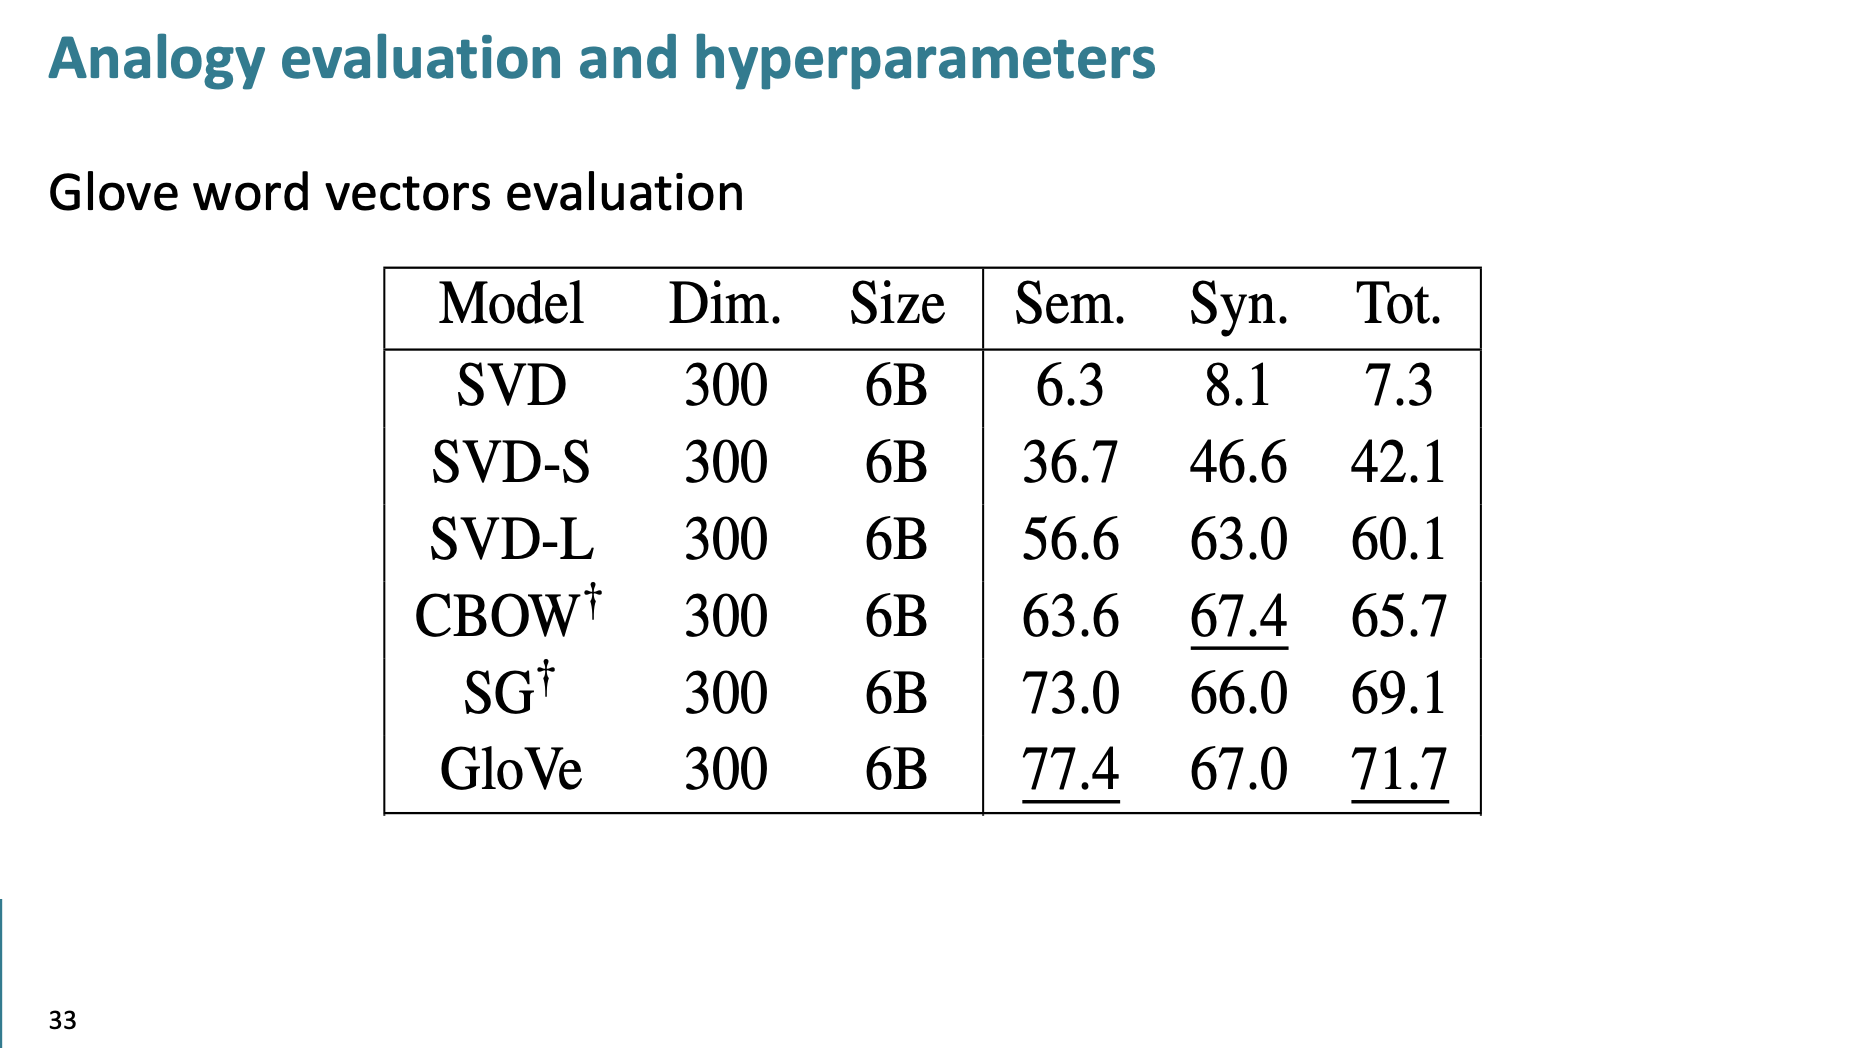 Analogy evaluation and hyperparameters
Glove word vectors evaluation
Model Dim. Size Sem. Syn. Tot.
SVD 300 6B 6.3 8.1 7.3
SVD-S 300 6B 36.7 46.6 42.1
SVD-L 300 6B 56.6 63.0 60.1
CBOW† 300 6B 63.6 67.4 65.7
SG† 300 6B 73.0 66.0 69.1
GloVe 300 6B 77.4 67.0 71.7
33